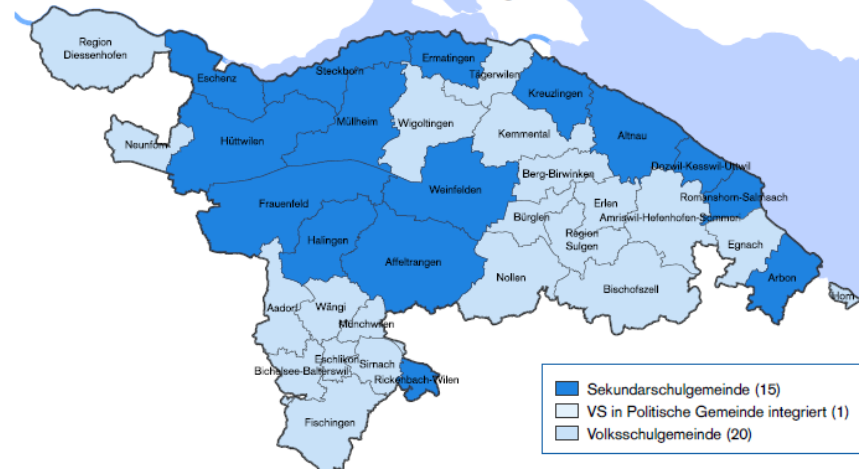 Region
Diessenhofen
Eschenz
Steckborn
Ermatingen
Tägerwilen
Kreuzlingen
Neunforn
Hüttwilen
Müllheim
Wigoltingen
Kemmental
Altnau
Dozwil-Kesswil-Uttwil
Berg-Birwinken
Weinfelden
Romanshorn-Salmsach
Frauenfeld
Erlen
Bürglen
Amriswil-Hefenhofen-Sommeri
Halingen
Region
Sulgen
Egnach
Affeltrangen
Nollen
Arbon
Bischofszell
Horn
Aadorf
Wängi
Münchwilen
Eschlikon
Sirnach
Bichelsee-Balterswil
Rickenbach-Wilen
Fischingen
Sekundarschulgemeinde (15)
VS in Politische Gemeinde integriert (1)
Volksschulgemeinde (20)